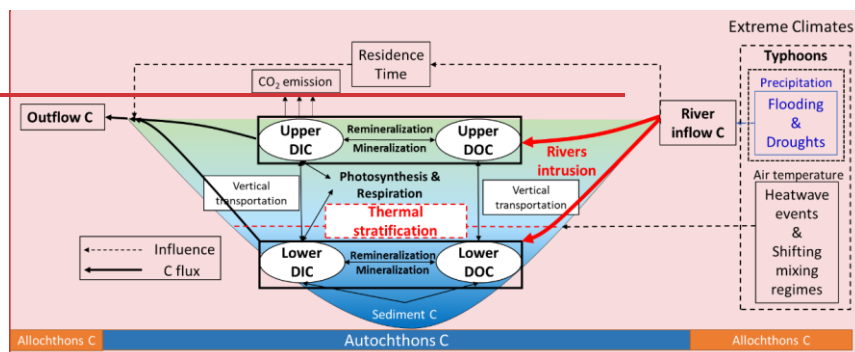 Extreme Climates
Typhoons
Precipitation
Flooding
&
Droughts
Air temperature
Heatwave
events
&
Shifting
mixing
regimes
Residence
Time
CO₂ emission
Outflow C
River
inflow C
Upper
DIC
Remineralization
Mineralization
Upper
DOC
Rivers
intrusion
Photosynthesis &
Respiration
Vertical
transportation
Vertical
transportation
Thermal
stratification
Lower
DIC
Remineralization
Mineralization
Lower
DOC
Sediment C
Influence
C flux
Allochthons C
Autochthons C
Allochthons C